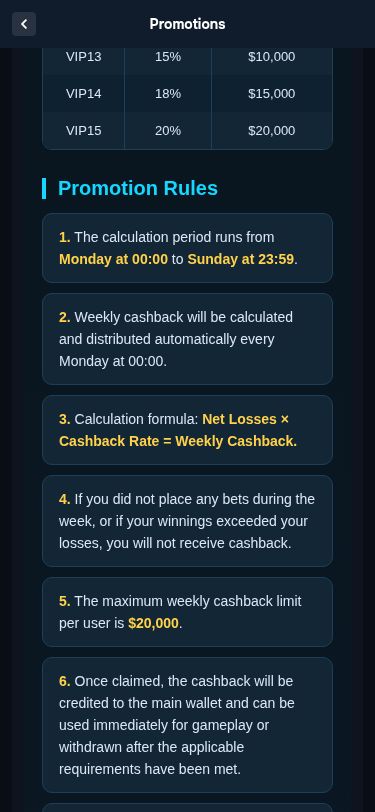 Promotions
VIP13 15% $10,000
VIP14 18% $15,000
VIP15 20% $20,000
Promotion Rules
1. The calculation period runs from
Monday at 00:00 to Sunday at 23:59.
2. Weekly cashback will be calculated
and distributed automatically every
Monday at 00:00.
3. Calculation formula: Net Losses ×
Cashback Rate = Weekly Cashback.
4. If you did not place any bets during the
week, or if your winnings exceeded your
losses, you will not receive cashback.
5. The maximum weekly cashback limit
per user is $20,000.
6. Once claimed, the cashback will be
credited to the main wallet and can be
used immediately for gameplay or
withdrawn after the applicable
requirements have been met.